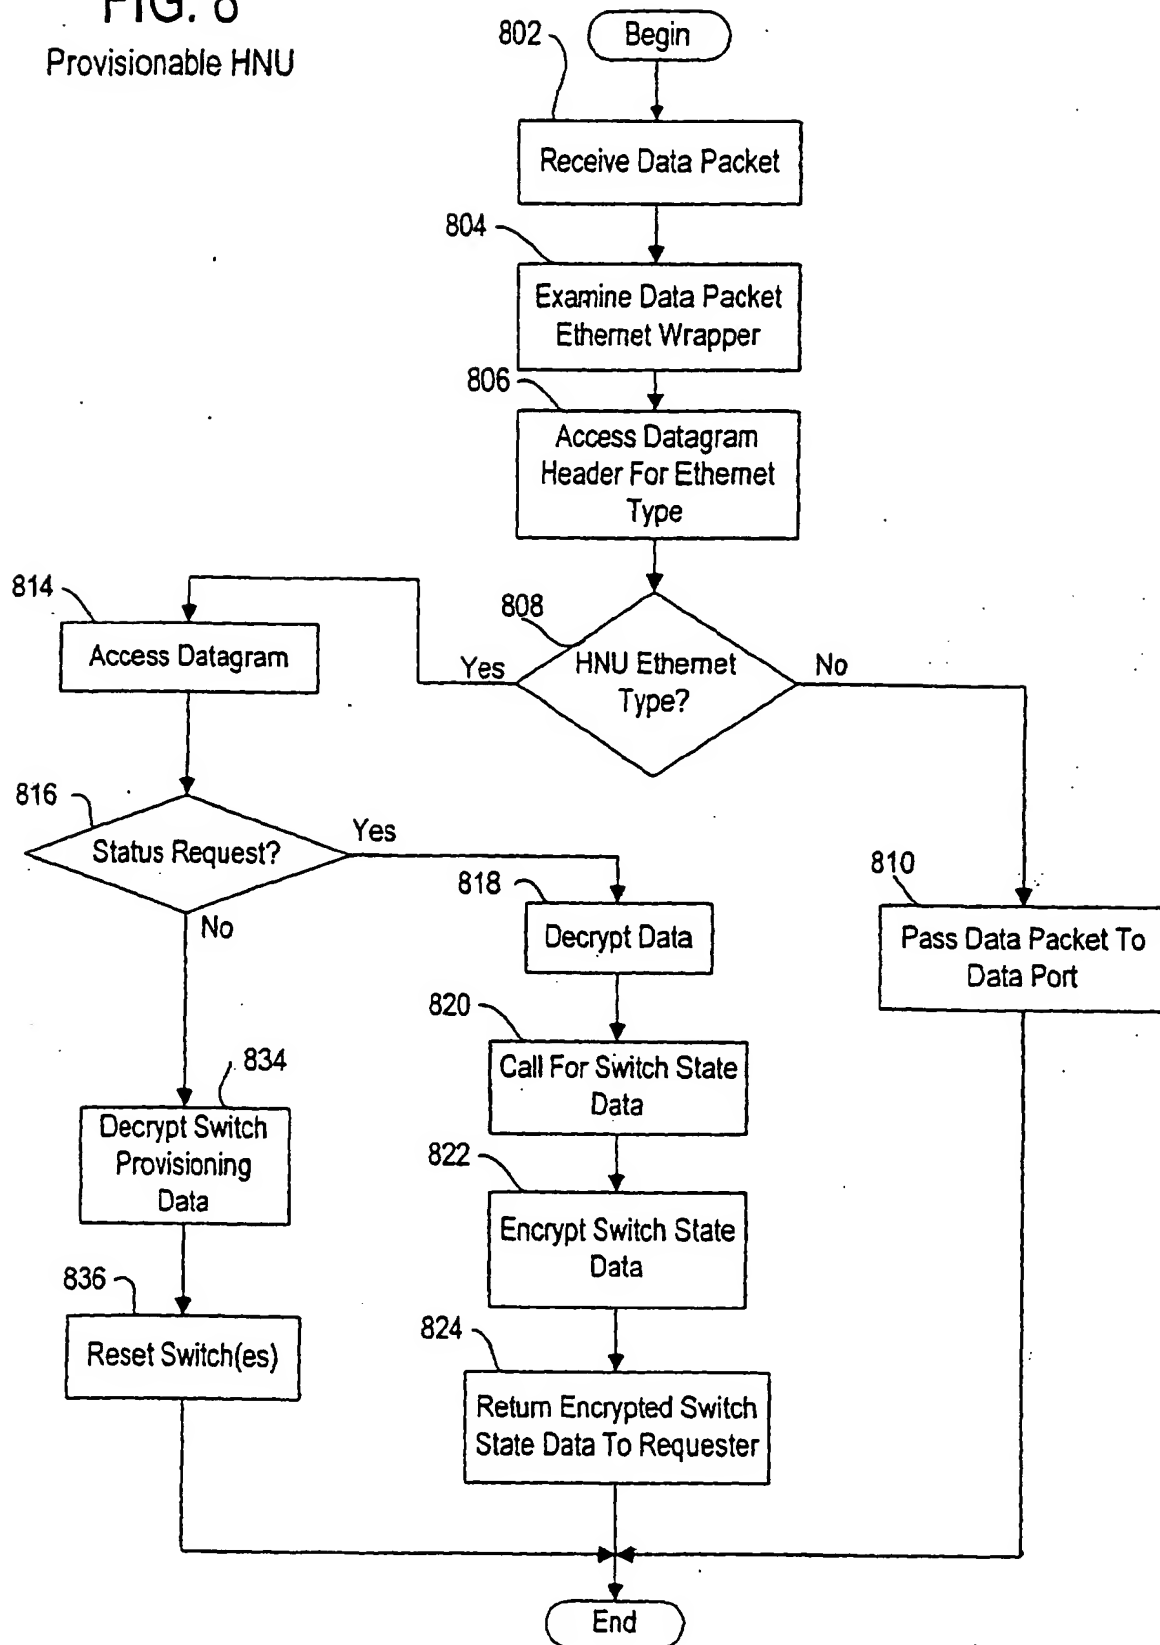 FIG. 8
Provisionable HNU
Begin
802
Receive Data Packet
804
Examine Data Packet
Ethernet Wrapper
806
Access Datagram
Header For Ethernet
Type
808
HNU Ethernet
Type?
Yes
No
814
Access Datagram
816
Status Request?
Yes
No
818
Decrypt Data
810
Pass Data Packet To
Data Port
820
Call For Switch State
Data
834
Decrypt Switch
Provisioning
Data
822
Encrypt Switch State
Data
836
Reset Switch(es)
824
Return Encrypted Switch
State Data To Requester
End